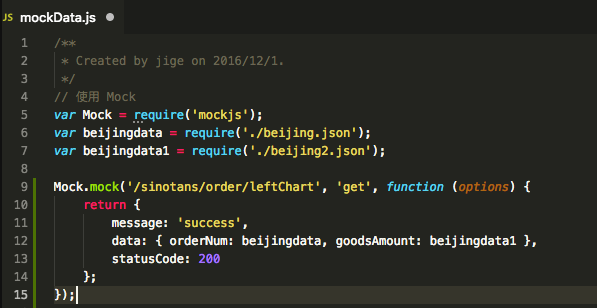 JS mockData.js
1 /**
2  * Created by jige on 2016/12/1.
3  */
4 // 使用 Mock
5 var Mock = require('mockjs');
6 var beijingdata = require('./beijing.json');
7 var beijingdata1 = require('./beijing2.json');
8
9 Mock.mock('/sinotans/order/leftChart', 'get', function (options) {
10     return {
11         message: 'success',
12         data: { orderNum: beijingdata, goodsAmount: beijingdata1 },
13         statusCode: 200
14     };
15 });